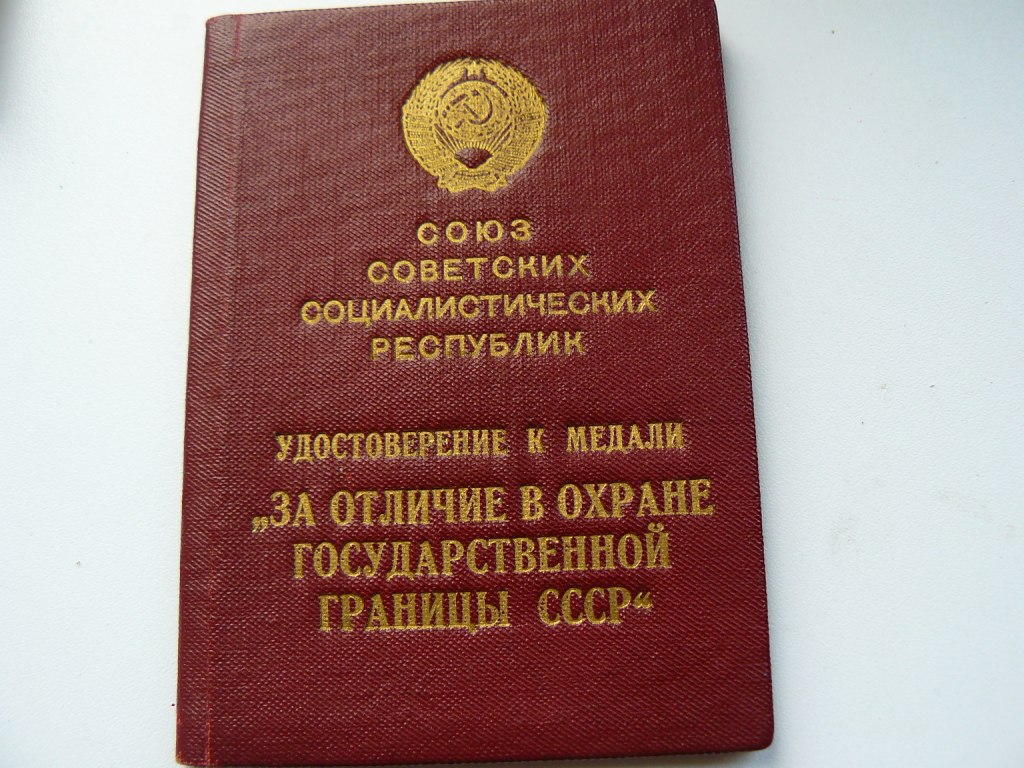 СОЮЗ
СОВЕТСКИХ
СОЦИАЛИСТИЧЕСКИХ
РЕСПУБЛИК
УДОСТОВЕРЕНИЕ К МЕДАЛИ
„ЗА ОТЛИЧИЕ В ОХРАНЕ
ГОСУДАРСТВЕННОЙ
ГРАНИЦЫ СССР“